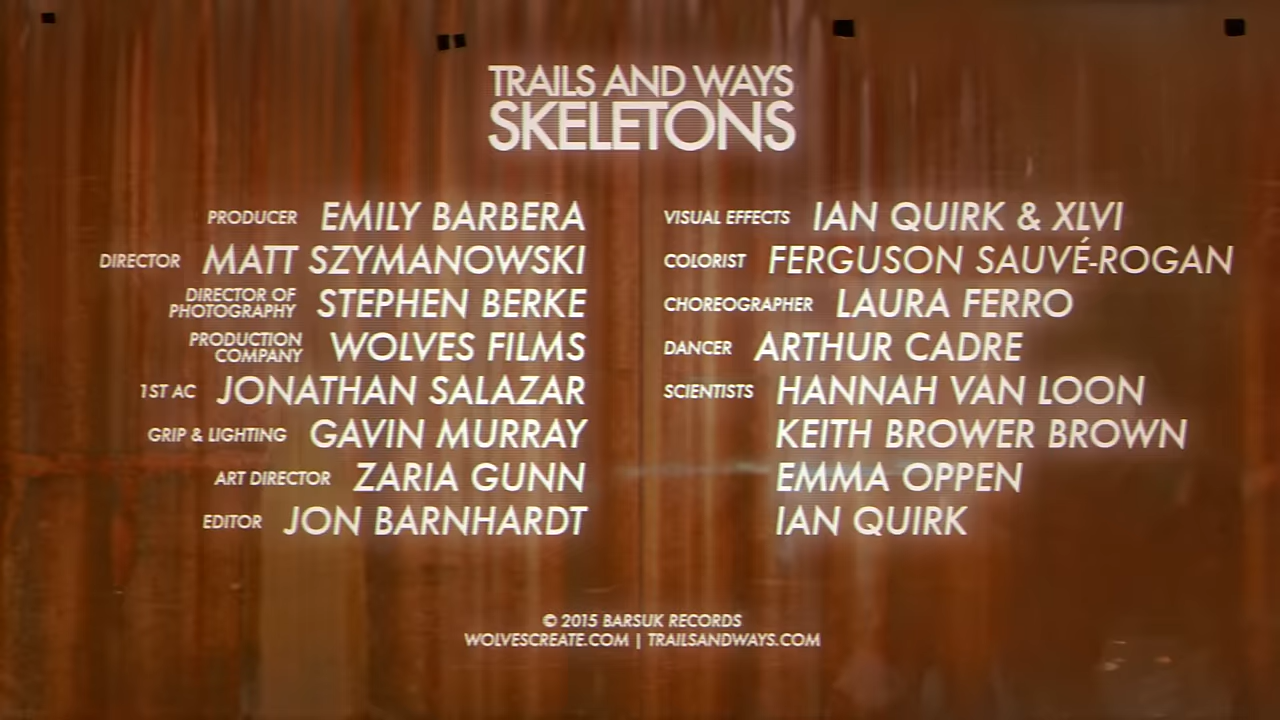 TRAILS AND WAYS
SKELETONS
PRODUCER EMILY BARBERA
DIRECTOR MATT SZYMANOWSKI
DIRECTOR OF PHOTOGRAPHY STEPHEN BERKE
PRODUCTION COMPANY WOLVES FILMS
1ST AC JONATHAN SALAZAR
GRIP & LIGHTING GAVIN MURRAY
ART DIRECTOR ZARIA GUNN
EDITOR JON BARNHARDT
VISUAL EFFECTS IAN QUIRK & XLVI
COLORIST FERGUSON SAUVÉ-ROGAN
CHOREOGRAPHER LAURA FERRO
DANCER ARTHUR CADRE
SCIENTISTS HANNAH VAN LOON
KEITH BROWER BROWN
EMMA OPPEN
IAN QUIRK
© 2015 BARSUK RECORDS
WOLVESCREATE.COM | TRAILSANDWAYS.COM